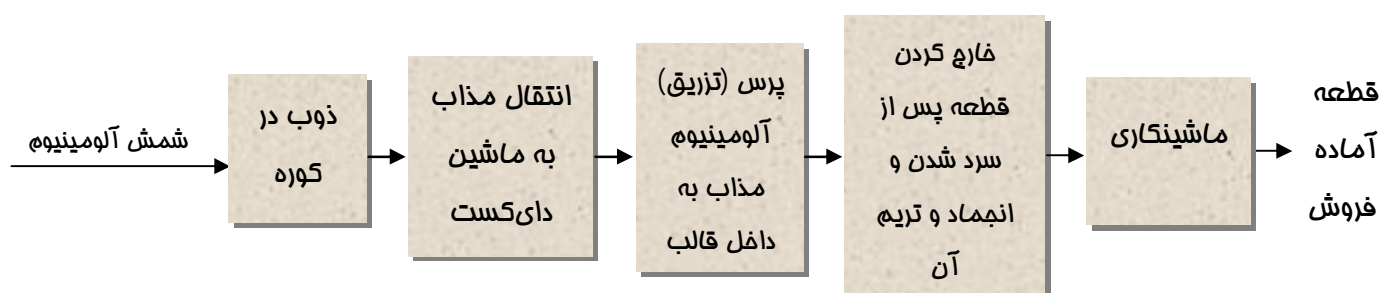 شمش آلومینیوم
ذوب در
کوره
انتقال مذاب
به ماشین
دای‌کست
پرس (تزریق)
آلومینیوم
مذاب به
داخل قالب
خارج کردن
قطعه پس از
سرد شدن و
انجماد و تریم
آن
ماشینکاری
قطعه
آماده
فروش